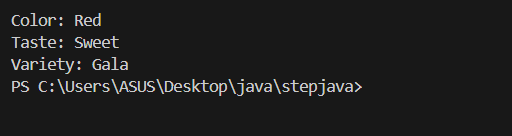 Color: Red
Taste: Sweet
Variety: Gala
PS C:\Users\ASUS\Desktop\java\stepjava>